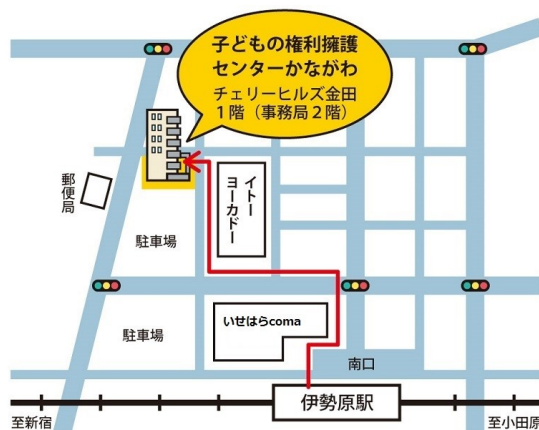 子どもの権利擁護
センターかながわ
チェリーヒルズ金田
1階（事務局2階）
郵便局
イトー
ヨーカドー
駐車場
いせはらcoma
駐車場
南口
伊勢原駅
至新宿
至小田原